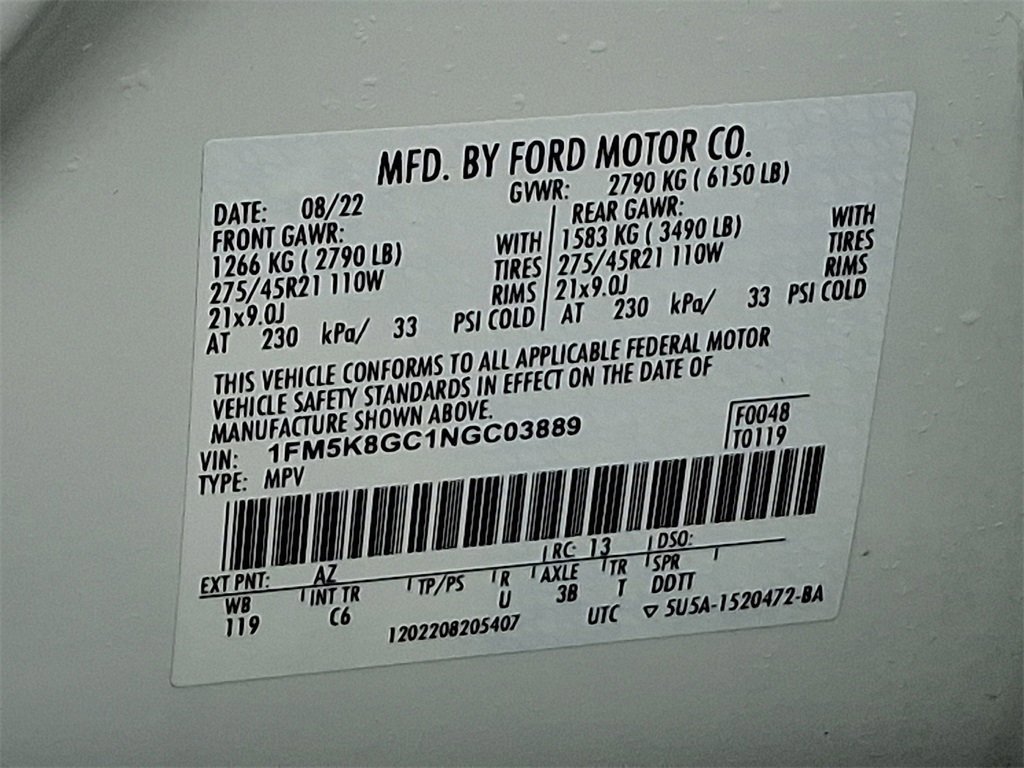 MFD. BY FORD MOTOR CO.
DATE: 08/22 GVWR: 2790 KG ( 6150 LB)
FRONT GAWR: REAR GAWR:
1266 KG ( 2790 LB) WITH 1583 KG ( 3490 LB) WITH
275/45R21 110W TIRES 275/45R21 110W TIRES
21x9.0J RIMS 21x9.0J RIMS
AT 230 kPa/ 33 PSI COLD AT 230 kPa/ 33 PSI COLD
THIS VEHICLE CONFORMS TO ALL APPLICABLE FEDERAL MOTOR
VEHICLE SAFETY STANDARDS IN EFFECT ON THE DATE OF
MANUFACTURE SHOWN ABOVE.
VIN: 1FM5K8GC1NGC03889 F0048
TYPE: MPV T0119
EXT PNT: AZ RC: 13 DSO:
WB INT TR TP/PS R AXLE TR SPR
119 C6 U 3B T DDTT
1202208205407 UTC ▽ 5U5A-1520472-BA